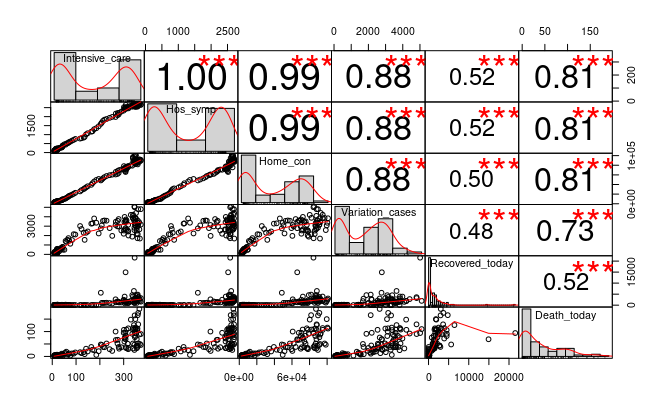 0 1000 2500 0 2000 4000 0 50 150
Intensive_care 1.00 *** 0.99 *** 0.88 *** 0.52 *** 0.81 *** 0 200
0 1500 Hos_symp 0.99 *** 0.88 *** 0.52 *** 0.81 ***
Home_con 0.88 *** 0.50 *** 0.81 *** 0e+00 1e+05
0 3000 Variation_cases 0.48 *** 0.73 ***
Recovered_today 0.52 *** 0 15000
0 100 Death_today
0 100 300 0e+00 6e+04 0 10000 20000